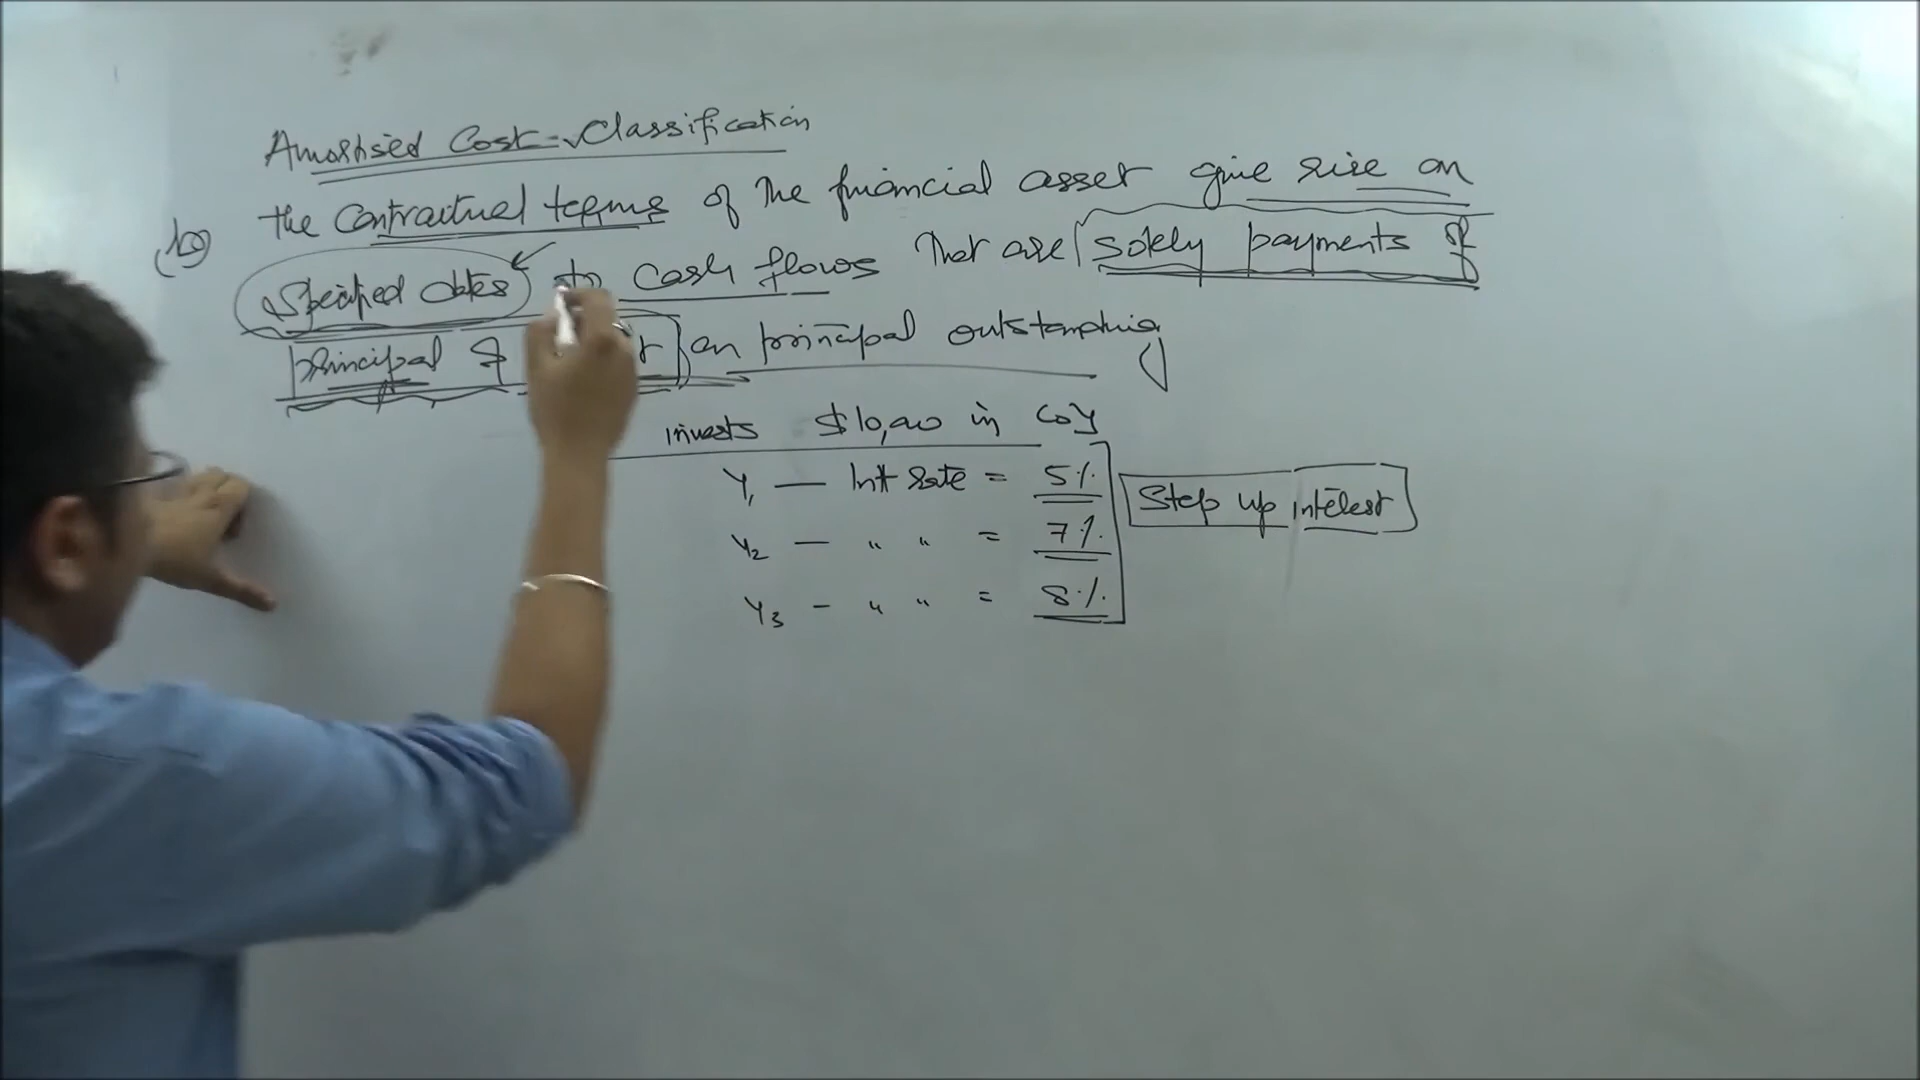 Amortised Cost - Classification
(b) the contractual terms of the financial asset give rise on
specified dates to cash flows that are solely payments of
principal & on principal outstanding
invests $10,000 in CoY
Y1 — Int Rate = 5%
Step up interest
Y2 — " " = 7%
Y3 - " " = 8%